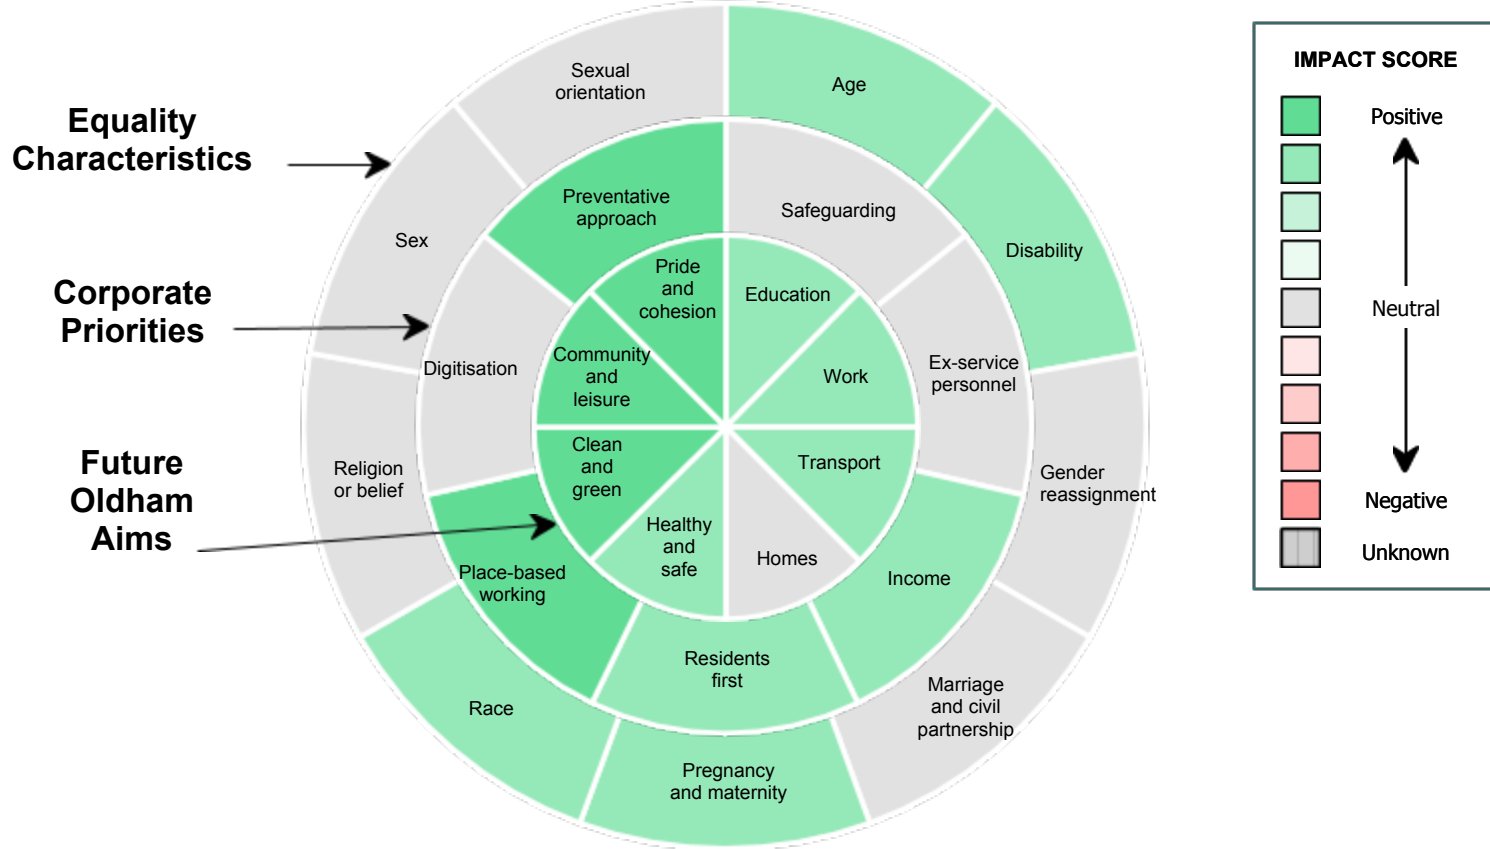 Equality
Characteristics
Corporate
Priorities
Future
Oldham
Aims
Sexual
orientation
Age
Disability
Gender
reassignment
Marriage
and civil
partnership
Pregnancy
and maternity
Race
Religion
or belief
Sex
Preventative
approach
Safeguarding
Ex-service
personnel
Income
Residents
first
Place-based
working
Digitisation
Pride
and
cohesion
Education
Work
Transport
Homes
Healthy
and
safe
Clean
and
green
Community
and
leisure
IMPACT SCORE
Positive
Neutral
Negative
Unknown